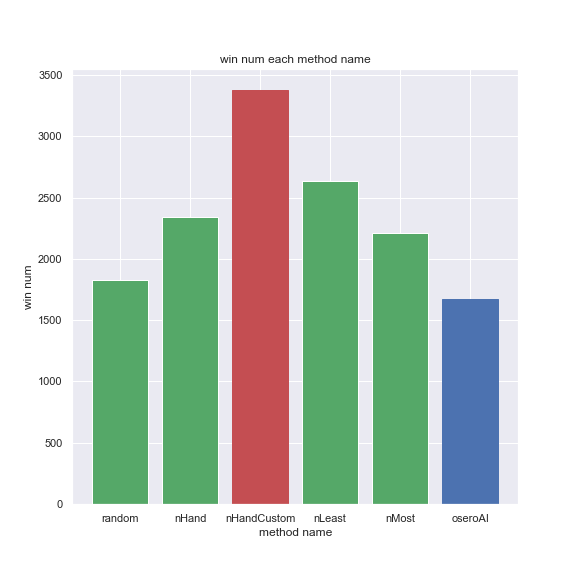 win num each method name
3500
3000
2500
2000
1500
1000
500
0
win num
random nHand nHandCustom nLeast nMost oseroAI
method name